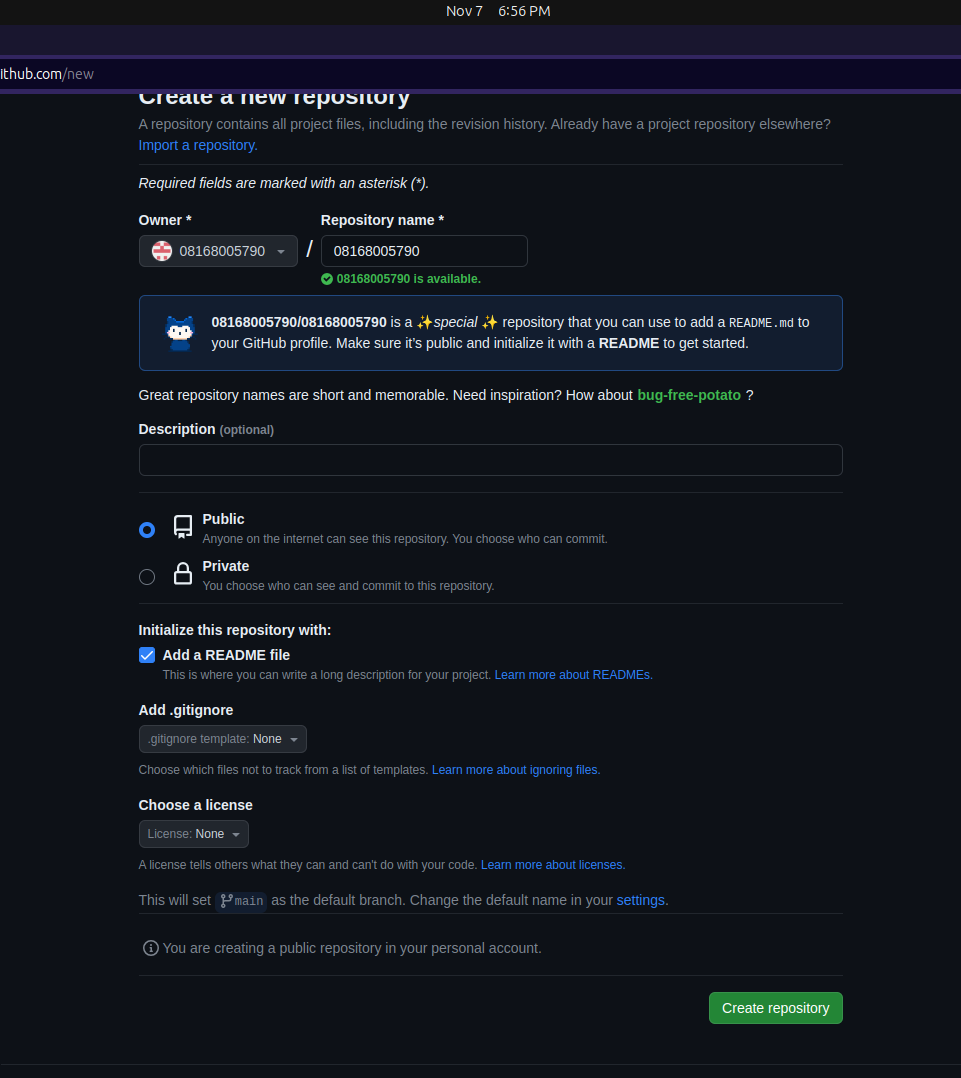 Nov 7 6:56 PM
ithub.com/new
Create a new repository
A repository contains all project files, including the revision history. Already have a project repository elsewhere?
Import a repository.
Required fields are marked with an asterisk (*).
Owner * Repository name *
08168005790 / 08168005790
08168005790 is available.
08168005790/08168005790 is a ✨special ✨ repository that you can use to add a README.md to
your GitHub profile. Make sure it’s public and initialize it with a README to get started.
Great repository names are short and memorable. Need inspiration? How about bug-free-potato ?
Description (optional)
Public
Anyone on the internet can see this repository. You choose who can commit.
Private
You choose who can see and commit to this repository.
Initialize this repository with:
Add a README file
This is where you can write a long description for your project. Learn more about READMEs.
Add .gitignore
.gitignore template: None
Choose which files not to track from a list of templates. Learn more about ignoring files.
Choose a license
License: None
A license tells others what they can and can't do with your code. Learn more about licenses.
This will set main as the default branch. Change the default name in your settings.
You are creating a public repository in your personal account.
Create repository